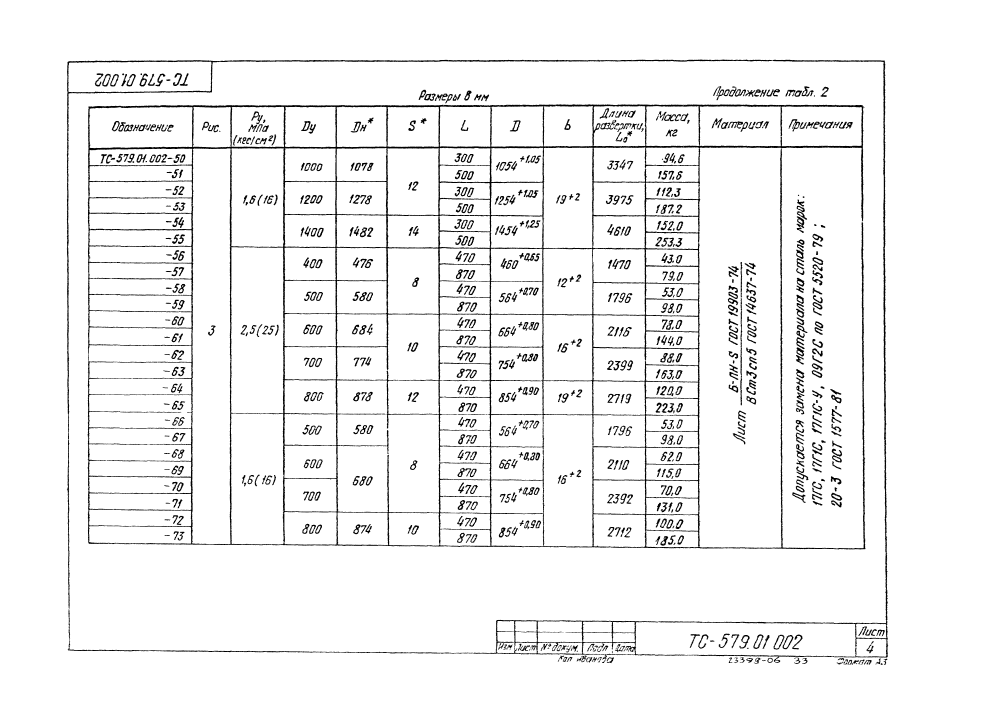 ТС-579.01.002
Размеры в мм
Продолжение табл. 2
Обозначение Рис. Ру, МПа (кгс/см²) Dу Dн* S* L D b Длина развертки, L₀* Масса, кг Материал Примечания
ТС-579.01.002-50 3 1,6(16) 1000 1078 12 300 1054+1,05 19+2 3347 94,6
-51 500 157,6
-52 1200 1278 300 1254+1,05 3975 112,3
-53 500 187,2
-54 1400 1482 14 300 1454+1,25 4610 152,0
-55 500 253,3
-56 2,5(25) 400 476 8 470 460+0,65 12+2 1470 43,0
-57 870 79,0
-58 500 580 470 564+0,70 1796 53,0
-59 870 98,0
-60 600 684 10 470 664+0,80 16+2 2116 78,0
-61 870 144,0
-62 700 774 470 754+0,80 2399 88,0
-63 870 163,0
-64 800 878 12 470 854+0,90 19+2 2719 120,0
-65 870 223,0
-66 1,6(16) 500 580 8 470 564+0,70 16+2 1796 53,0
-67 870 98,0
-68 600 680 470 664+0,80 2110 62,0
-69 870 115,0
-70 700 470 754+0,80 2392 70,0
-71 870 131,0
-72 800 874 10 470 854+0,90 2712 100,0
-73 870 185,0
Лист Б-ПН-S ГОСТ 19903-74
ВСт3сп5 ГОСТ 14637-74
Допускается замена материала на сталь марок:
17ГС, 17Г1С, 17Г1С-У, 09Г2С по ГОСТ 5520-79;
20-3 ГОСТ 1577-81
Изм Лист № докум. Подп Дата
ТС-579.01.002
Лист
4
Коп Иванова
23398-06 33
Формат А3